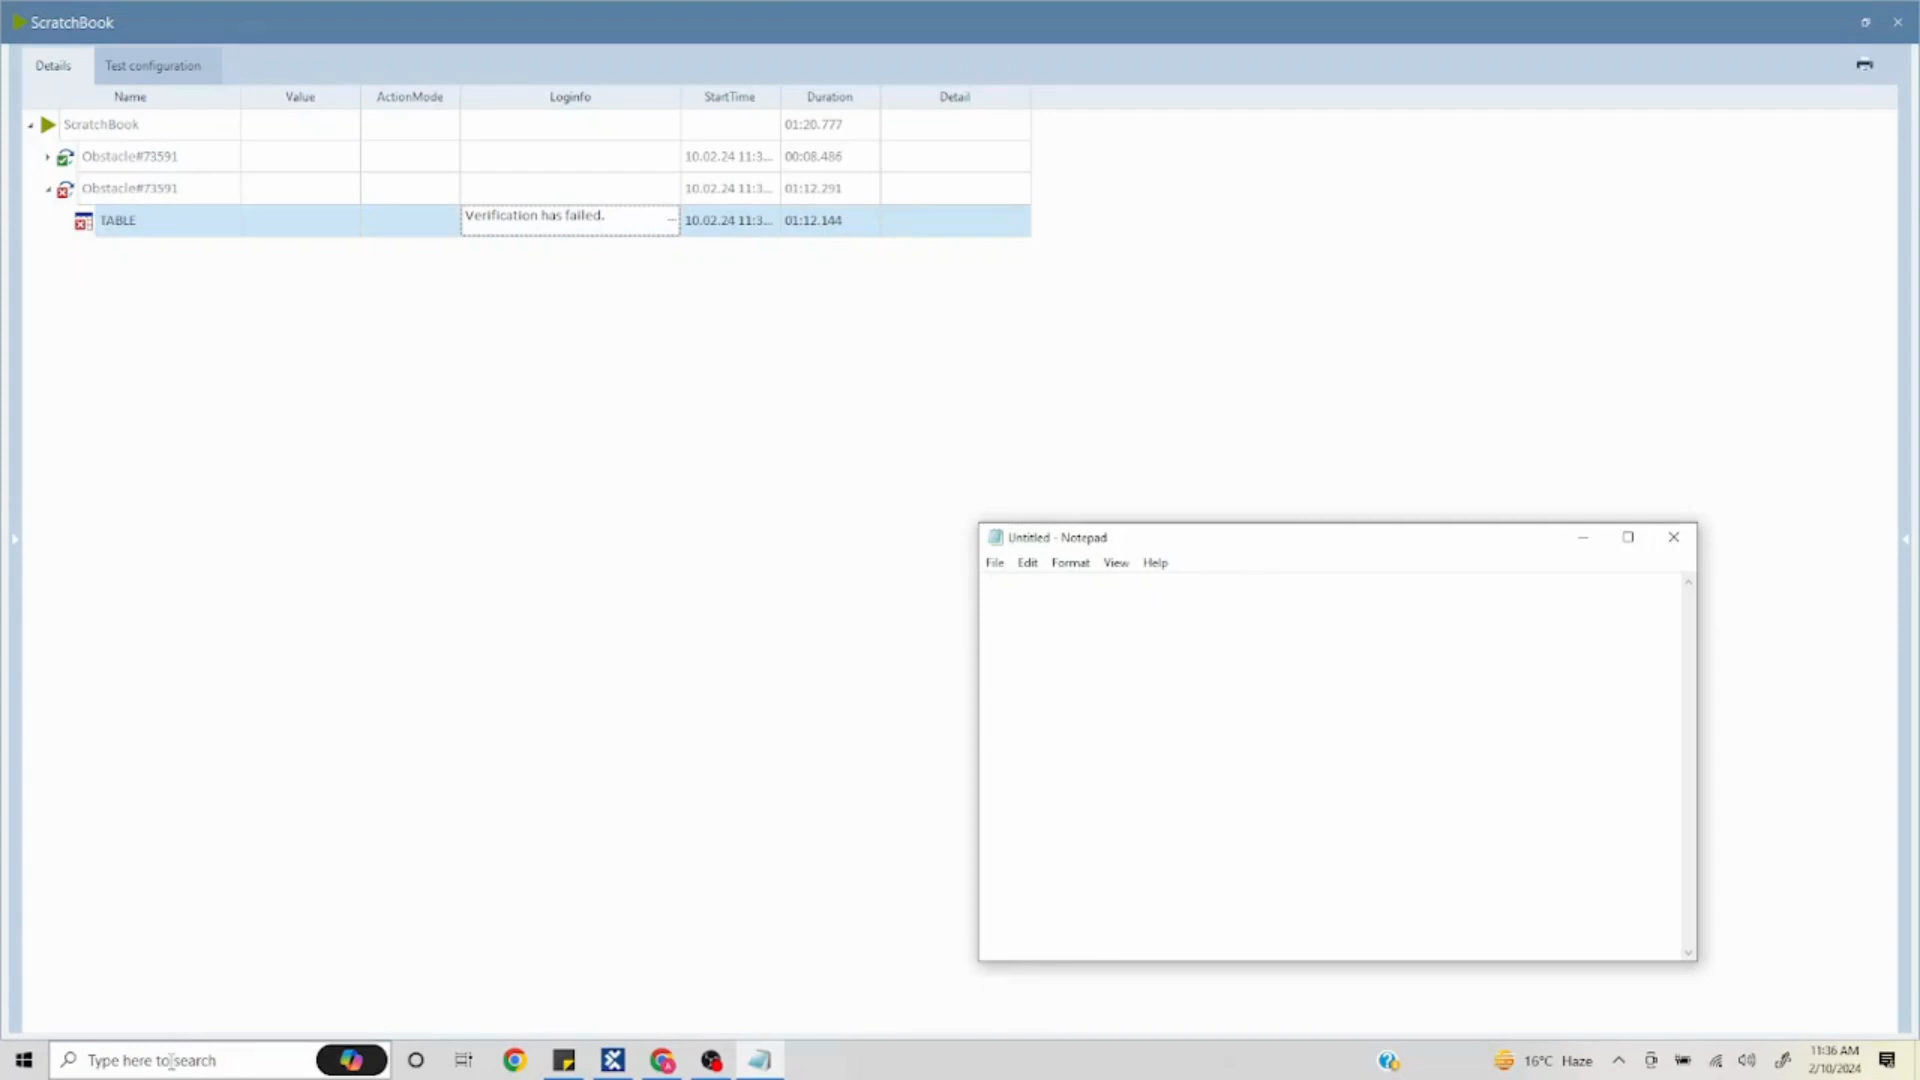 ScratchBook
Details Test configuration
Name Value ActionMode Loginfo StartTime Duration Detail
ScratchBook 01:20.777
Obstacle#73591 10.02.24 11:3... 00:08.486
Obstacle#73591 10.02.24 11:3... 01:12.291
TABLE Verification has failed. ... 10.02.24 11:3... 01:12.144
Untitled - Notepad
File Edit Format View Help
Type here to search
16°C Haze
11:36 AM
2/10/2024